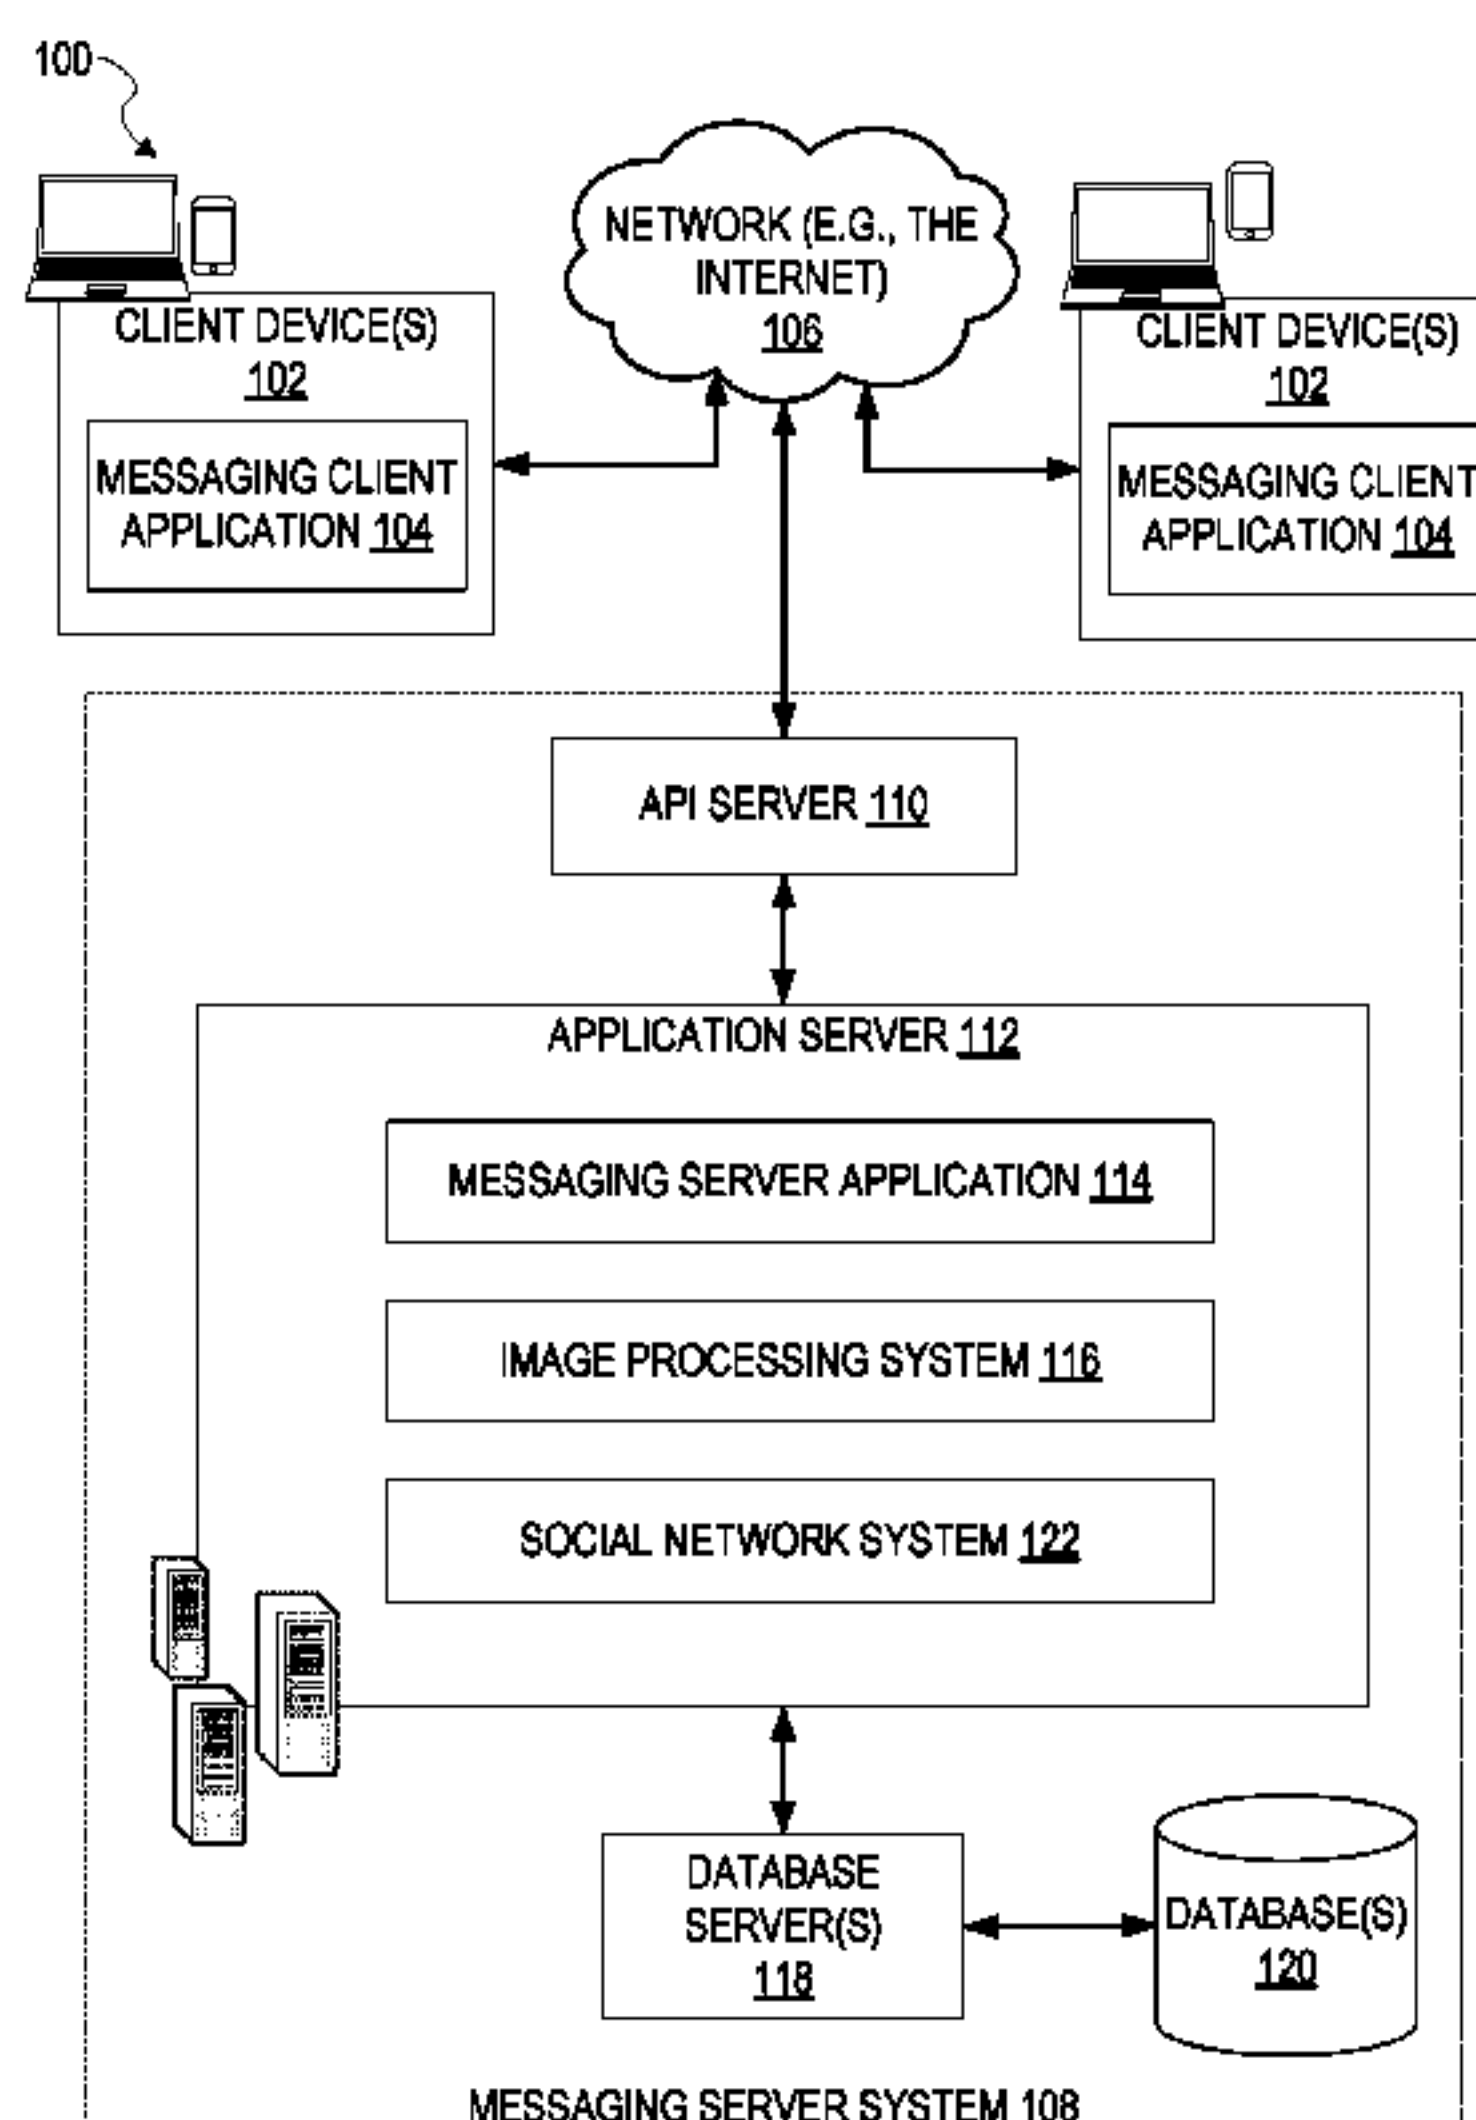 100
NETWORK (E.G., THE
INTERNET)
106
CLIENT DEVICE(S)
102
MESSAGING CLIENT
APPLICATION 104
CLIENT DEVICE(S)
102
MESSAGING CLIENT
APPLICATION 104
API SERVER 110
APPLICATION SERVER 112
MESSAGING SERVER APPLICATION 114
IMAGE PROCESSING SYSTEM 116
SOCIAL NETWORK SYSTEM 122
DATABASE
SERVER(S)
118
DATABASE(S)
120
MESSAGING SERVER SYSTEM 108